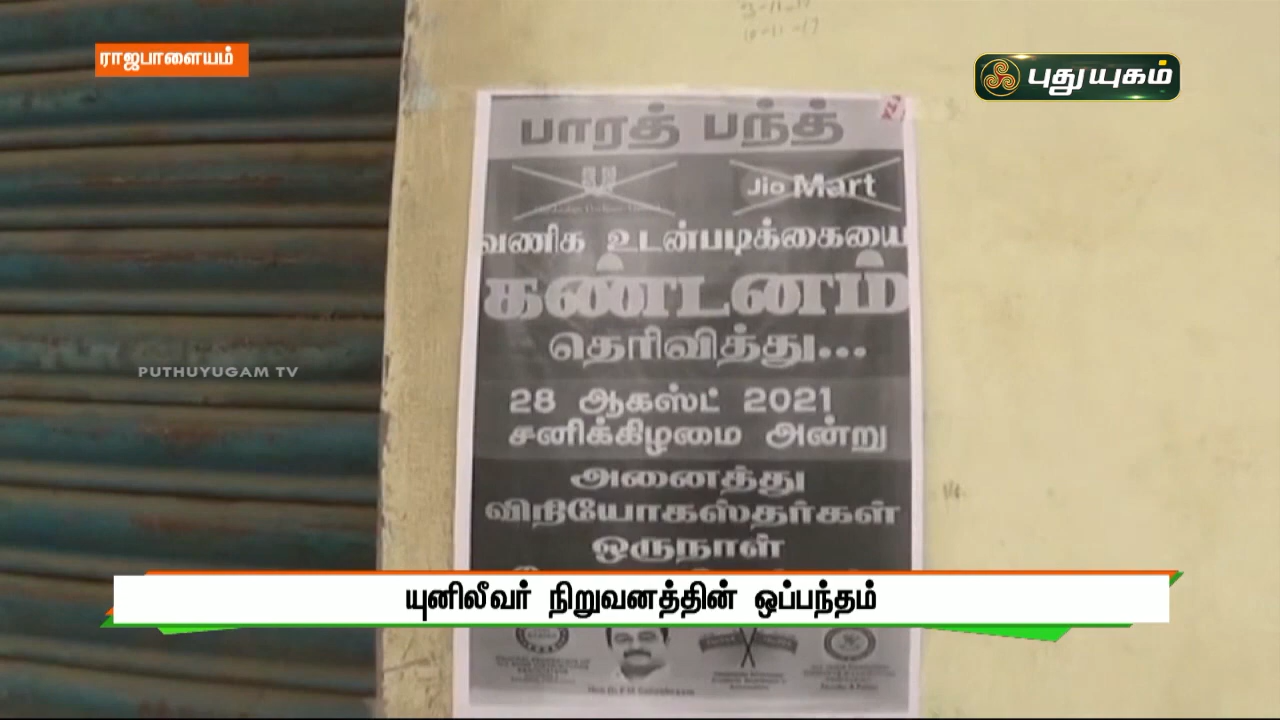 ராஜபாளையம்
புதுயுகம்
பாரத் பந்த்
Jio Mart
வணிக உடன்படிக்கையை
கண்டனம்
தெரிவித்து...
28 ஆகஸ்ட் 2021
சனிக்கிழமை அன்று
அனைத்து
விநியோகஸ்தர்கள்
ஒருநாள்
PUTHUYUGAM TV
யுனிலீவர் நிறுவனத்தின் ஒப்பந்தம்